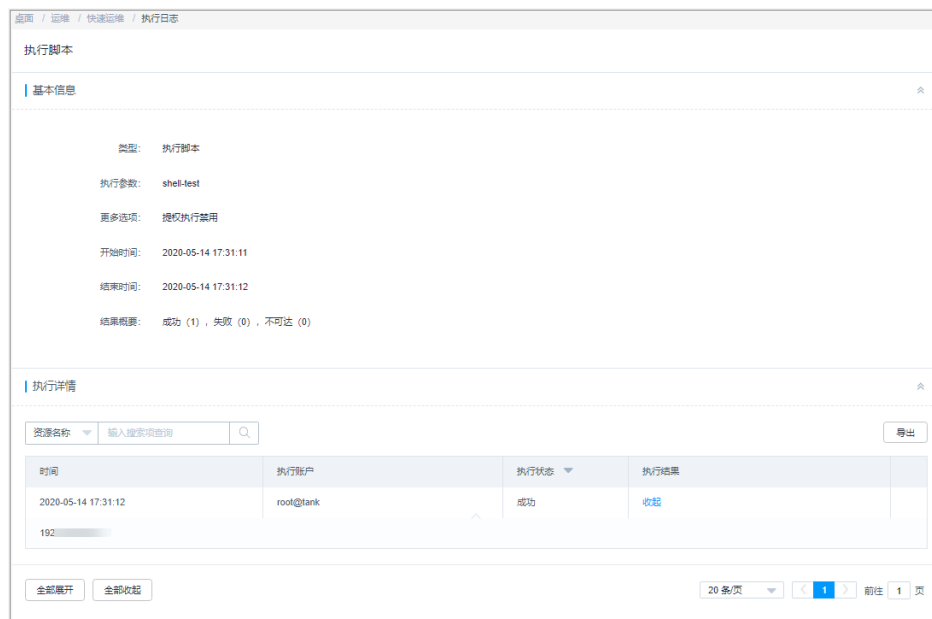 桌面 / 运维 / 快速运维 / 执行日志
执行脚本
基本信息
类型: 执行脚本
执行参数: shell-test
更多选项: 提权执行禁用
开始时间: 2020-05-14 17:31:11
结束时间: 2020-05-14 17:31:12
结果概要: 成功（1），失败（0），不可达（0）
执行详情
资源名称 输入搜索项查询 导出
时间 执行账户 执行状态 执行结果
2020-05-14 17:31:12 root@tank 成功 收起
192
全部展开 全部收起 20 条/页 1 前往 1 页